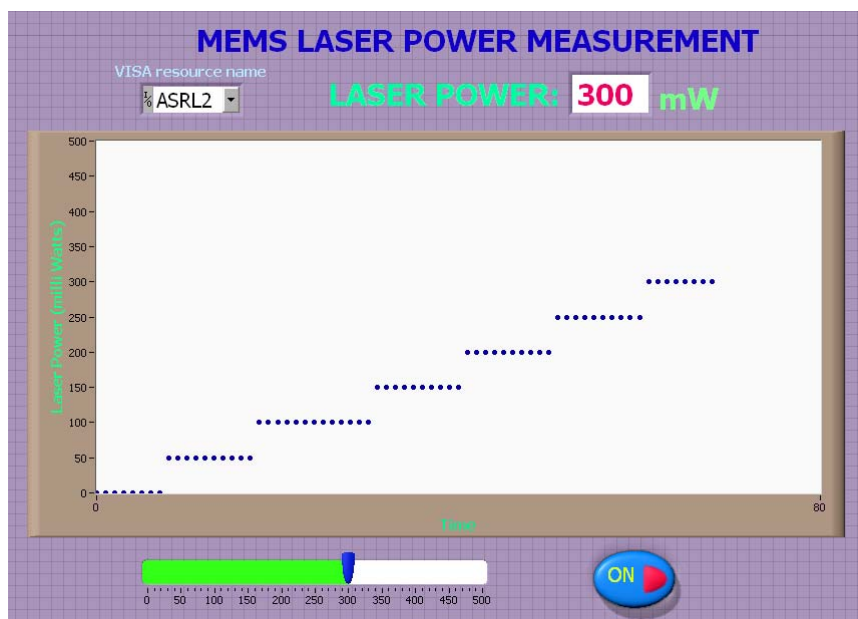 MEMS LASER POWER MEASUREMENT
VISA resource name
I/O ASRL2
LASER POWER: 300 mW
500
450
400
350
300
250
200
150
100
50
0
Laser Power (milli Watts)
0 80
Time
0 50 100 150 200 250 300 350 400 450 500
ON